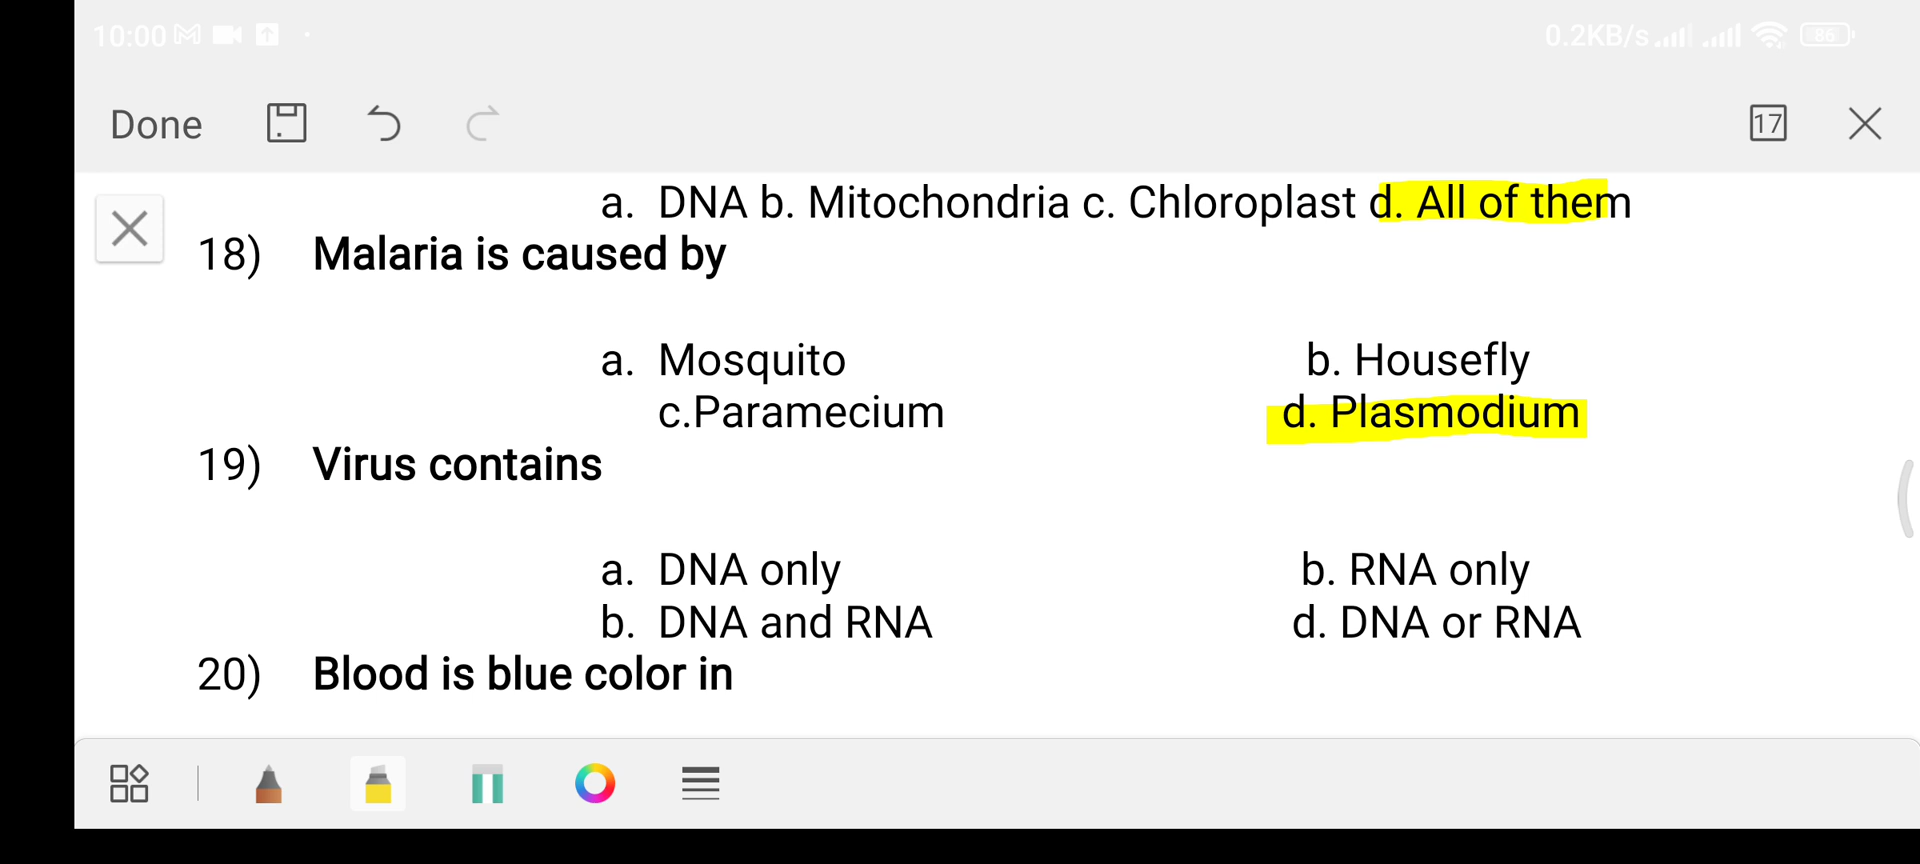 10:00
0.2KB/s
86
Done
17
a. DNA b. Mitochondria c. Chloroplast d. All of them
18) Malaria is caused by
a. Mosquito b. Housefly
c.Paramecium d. Plasmodium
19) Virus contains
a. DNA only b. RNA only
b. DNA and RNA d. DNA or RNA
20) Blood is blue color in